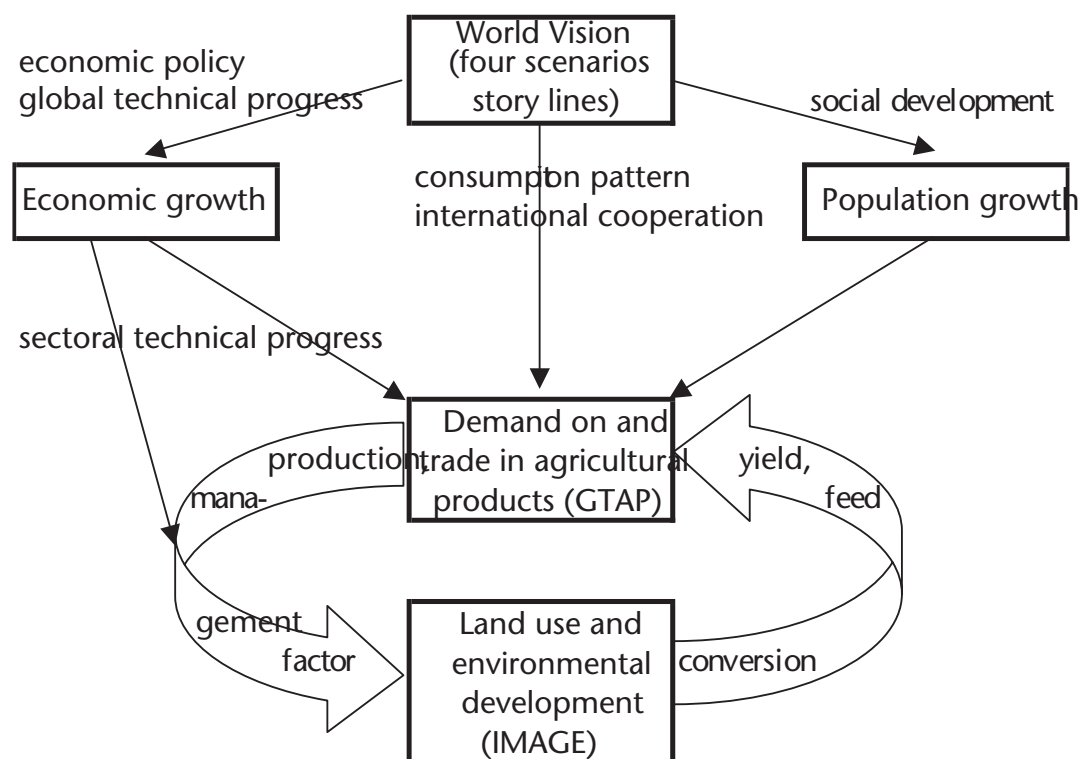 World Vision
(four scenarios
story lines)
economic policy
global technical progress
social development
Economic growth
consumption pattern
international cooperation
Population growth
sectoral technical progress
Demand on and
trade in agricultural
products (GTAP)
production,
mana-
gement
factor
yield,
feed
conversion
Land use and
environmental
development
(IMAGE)